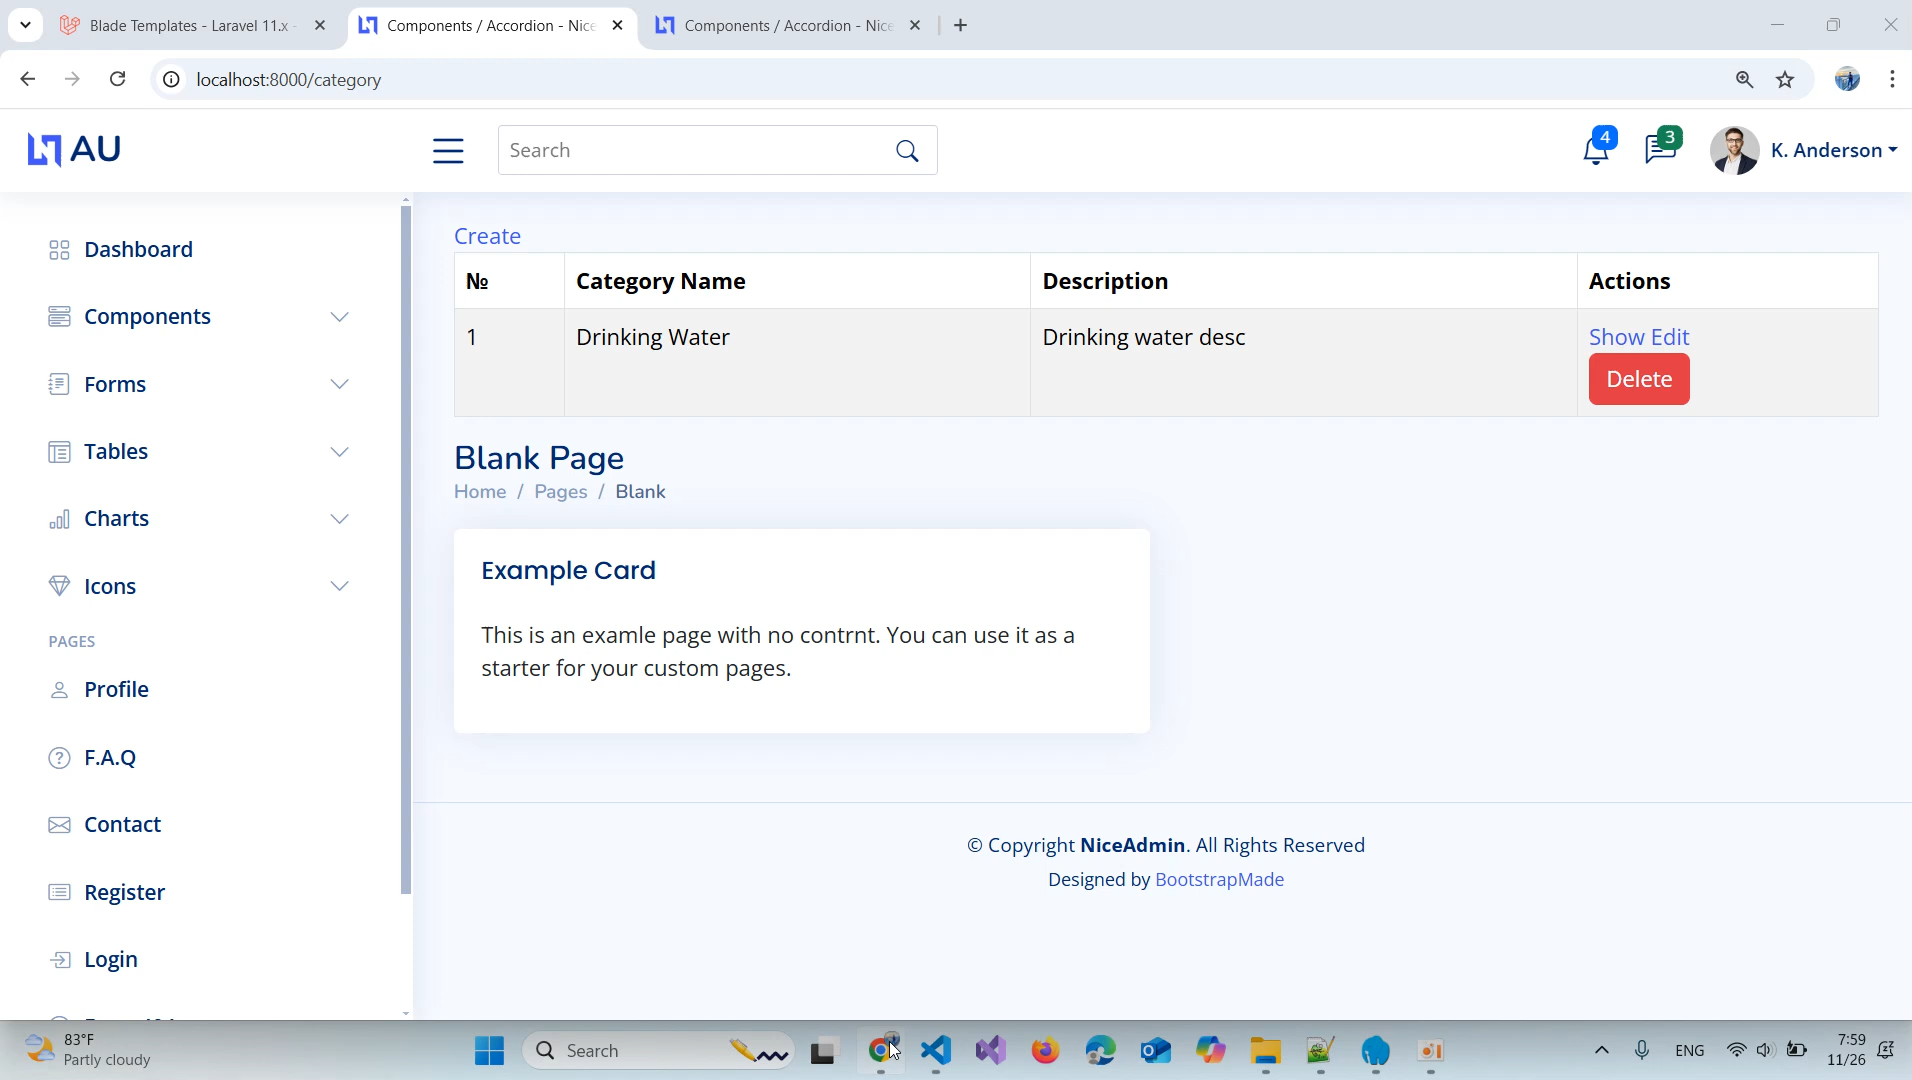 Blade Templates - Laravel 11.x -
Components / Accordion - Nice
Components / Accordion - Nice
localhost:8000/category
AU
Search
4
3
K. Anderson
Dashboard
Components
Forms
Tables
Charts
Icons
PAGES
Profile
F.A.Q
Contact
Register
Login
Create
№ Category Name Description Actions
1 Drinking Water Drinking water desc Show Edit
Delete
Blank Page
Home / Pages / Blank
Example Card
This is an examle page with no contrnt. You can use it as a
starter for your custom pages.
© Copyright NiceAdmin. All Rights Reserved
Designed by BootstrapMade
83°F
Partly cloudy
Search
ENG
7:59
11/26